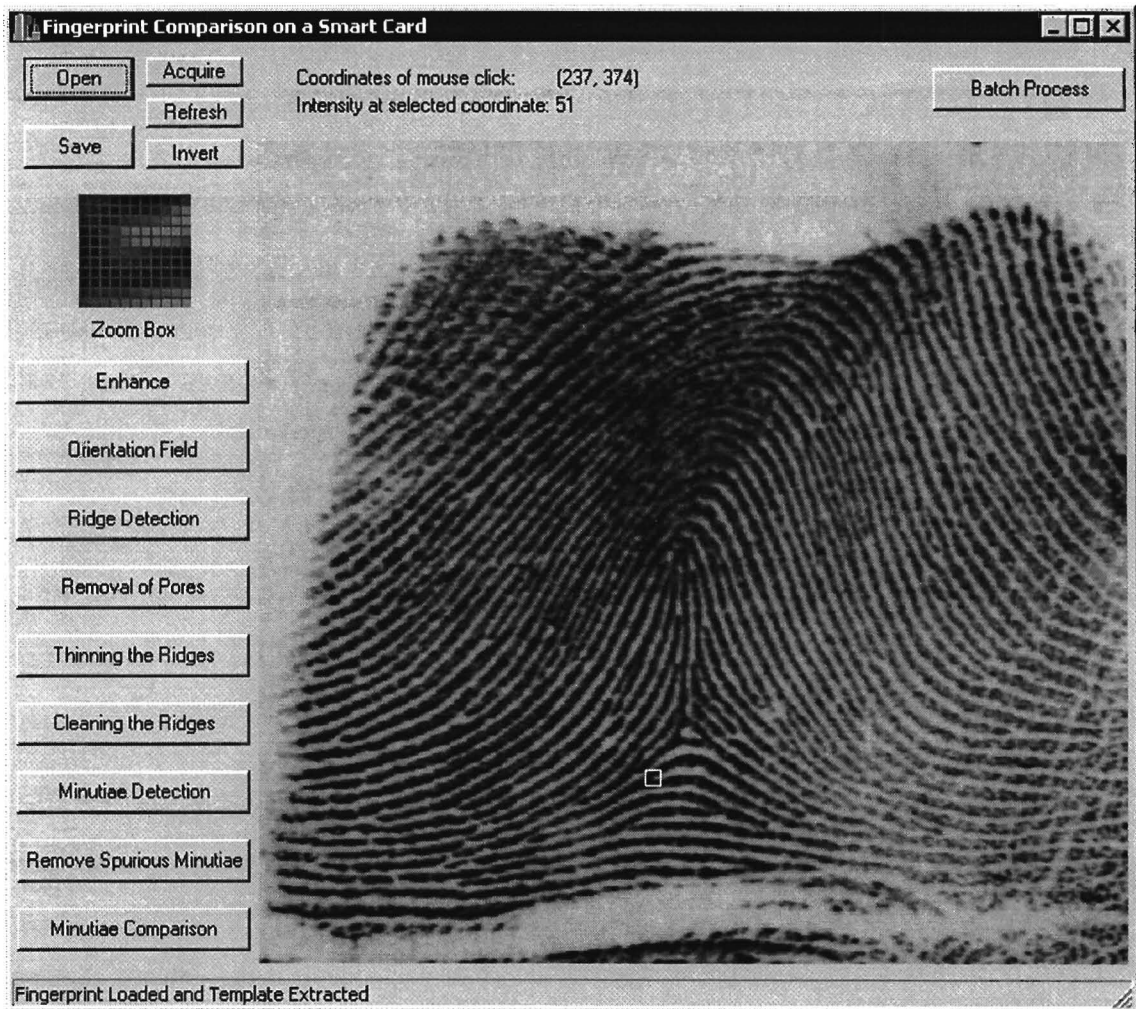 Fingerprint Comparison on a Smart Card
Open
Acquire
Refresh
Save
Invert
Coordinates of mouse click: (237, 374)
Intensity at selected coordinate: 51
Batch Process
Zoom Box
Enhance
Orientation Field
Ridge Detection
Removal of Pores
Thinning the Ridges
Cleaning the Ridges
Minutiae Detection
Remove Spurious Minutiae
Minutiae Comparison
Fingerprint Loaded and Template Extracted